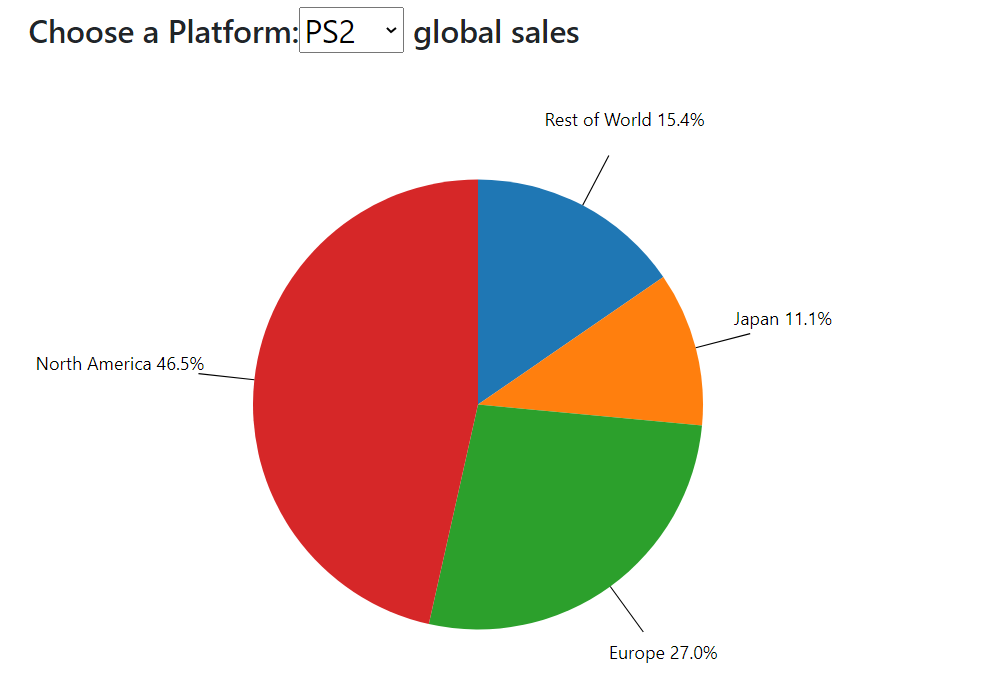 Choose a Platform: PS2 global sales
Rest of World 15.4%
Japan 11.1%
North America 46.5%
Europe 27.0%